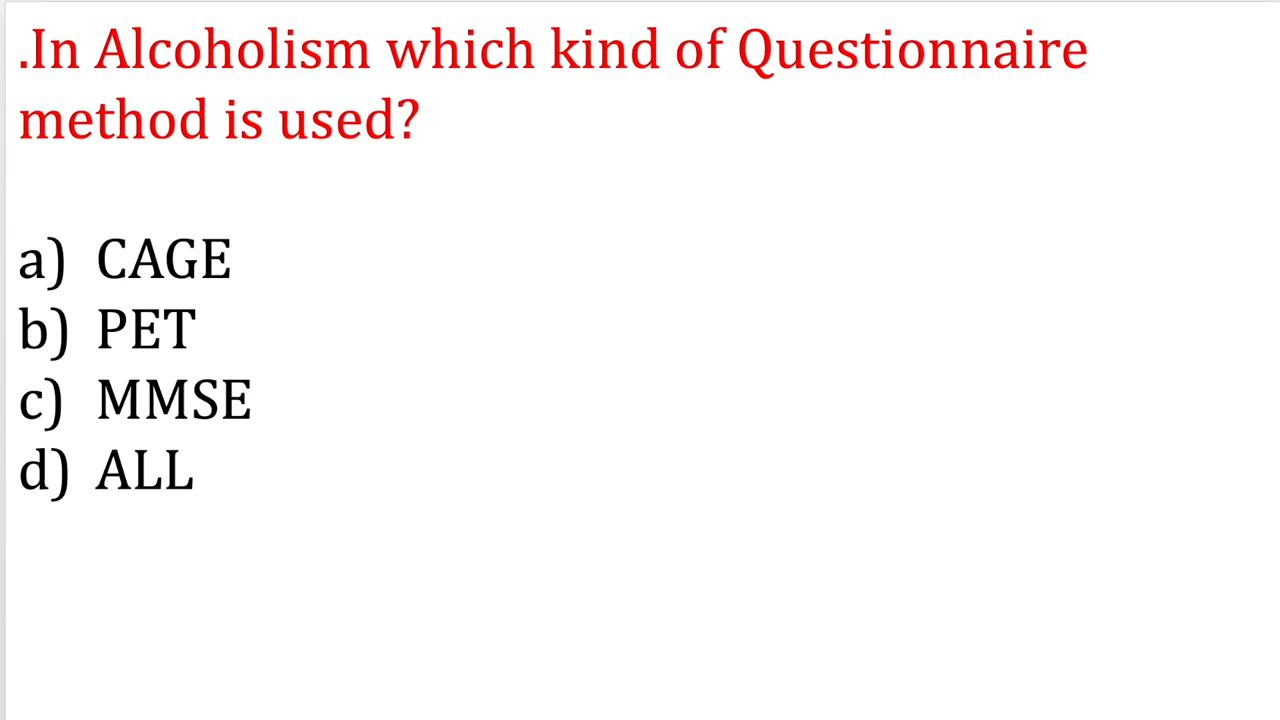 .In Alcoholism which kind of Questionnaire
method is used?
a) CAGE
b) PET
c) MMSE
d) ALL